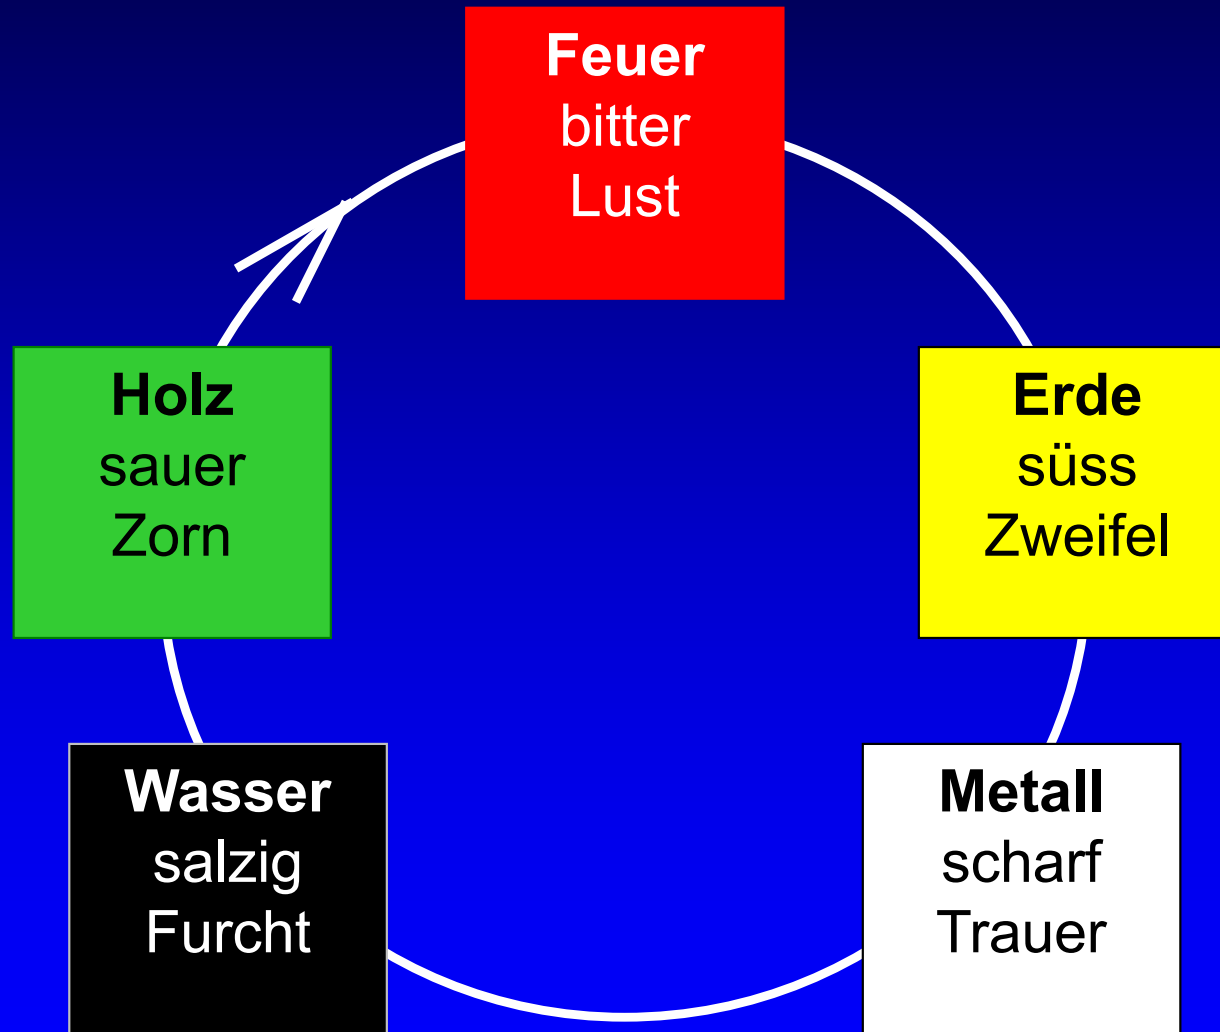 Feuer
bitter
Lust
Holz
sauer
Zorn
Erde
süss
Zweifel
Wasser
salzig
Furcht
Metall
scharf
Trauer